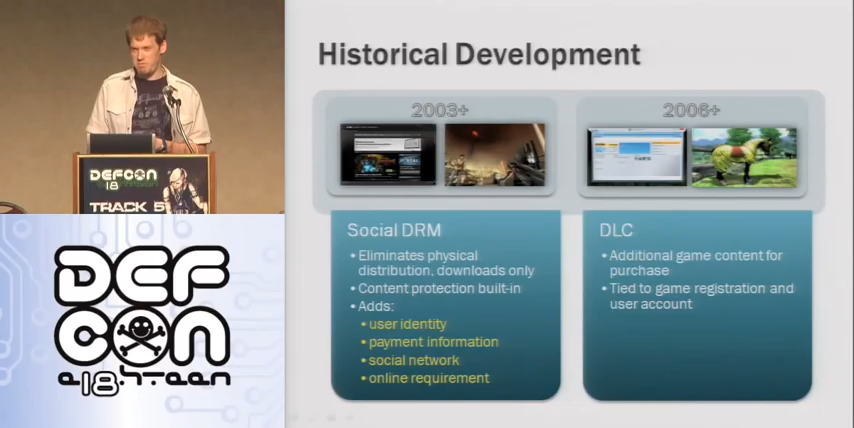 Historical Development
2003+
2006+
Social DRM
• Eliminates physical
distribution, downloads only
• Content protection built-in
• Adds:
• user identity
• payment information
• social network
• online requirement
DLC
• Additional game content for
purchase
• Tied to game registration and
user account
DEFCON
18
TRACK 5
DEF
CON
e18hteen